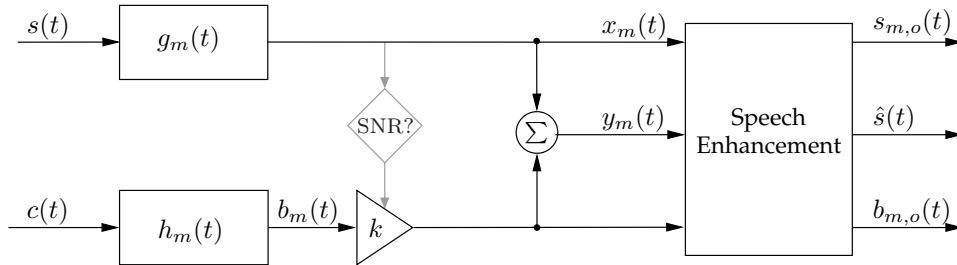 s(t)
g_m(t)
x_m(t)
s_{m,o}(t)
SNR?
Σ
y_m(t)
Speech
Enhancement
ŝ(t)
c(t)
h_m(t)
b_m(t)
k
b_{m,o}(t)